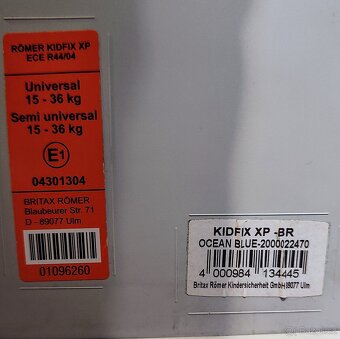 RÖMER KIDFIX XP
ECE R44/04
Universal
15 - 36 kg
Semi universal
15 - 36 kg
E1
04301304
BRITAX RÖMER
Blaubeurer Str. 71
D - 89077 Ulm
01096260
KIDFIX XP -BR
OCEAN BLUE-2000022470
4 000984 134445
Britax Römer Kindersicherheit GmbH 89077 Ulm